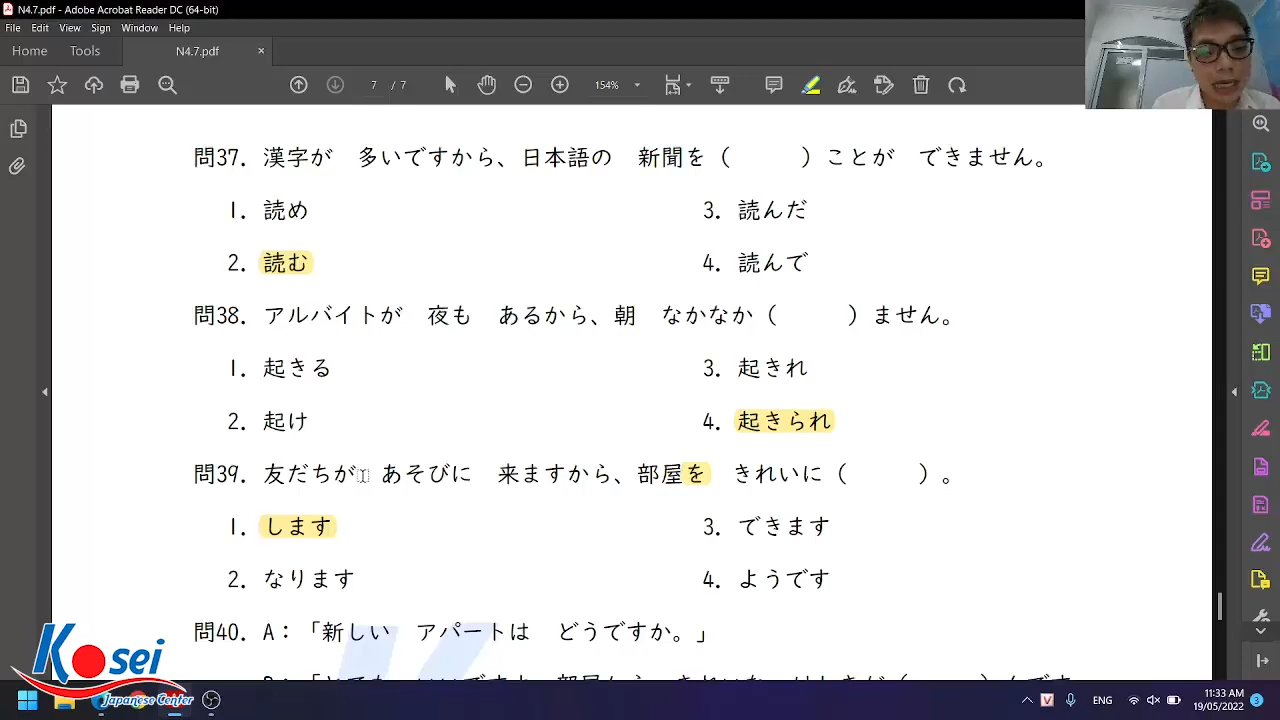 N4.7.pdf - Adobe Acrobat Reader DC (64-bit)
File Edit View Sign Window Help
Home Tools N4.7.pdf ×
7 / 7 154%
問37. 漢字が 多いですから、日本語の 新聞を（ ）ことが できません。
1. 読め 3. 読んだ
2. 読む 4. 読んで
問38. アルバイトが 夜も あるから、朝 なかなか（ ）ません。
1. 起きる 3. 起きれ
2. 起け 4. 起きられ
問39. 友だちが あそびに 来ますから、部屋を きれいに（ ）。
1. します 3. できます
2. なります 4. ようです
問40. A：「新しい アパートは どうですか。」
Kosei
Japanese Center
V ENG 11:33 AM
19/05/2022
3